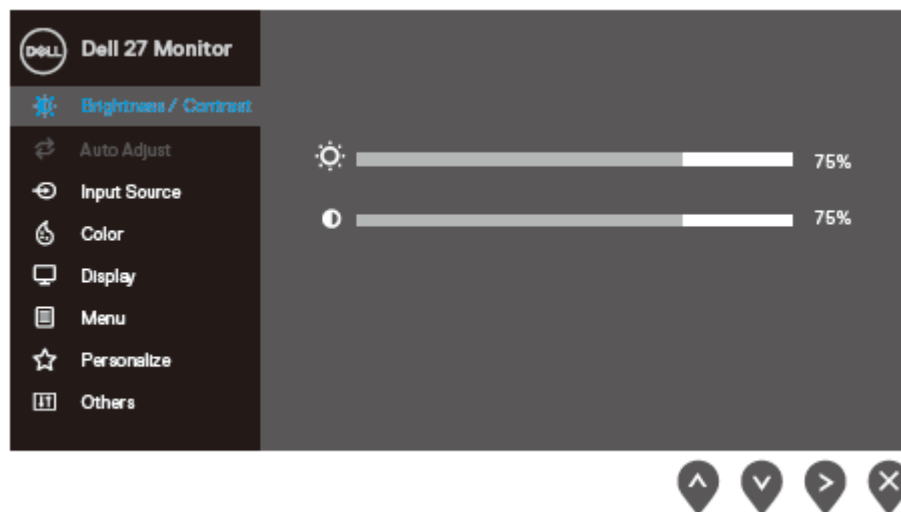 DELL Dell 27 Monitor
Brightness / Contrast
Auto Adjust
75%
Input Source
75%
Color
Display
Menu
Personalize
Others